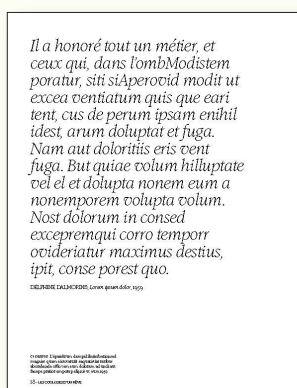 Il a honoré tout un métier, et
ceux qui, dans l'ombModistem
poratur, siti siAperovid modit ut
excea ventiatum quis que eari
tent, cus de perum ipsam enihil
idest, arum doluptat et fuga.
Nam aut doloritiis eris vent
fuga. But quiae volum hilluptate
vel el et dolupta nonem eum a
nonemporem volupta volum.
Nost dolorum in consed
excepremqui corro temporr
ovideriatur maximus destius,
ipit, conse porest quo.
DELPHINE DALMORINS, Lorem ipsum dolor, 1959